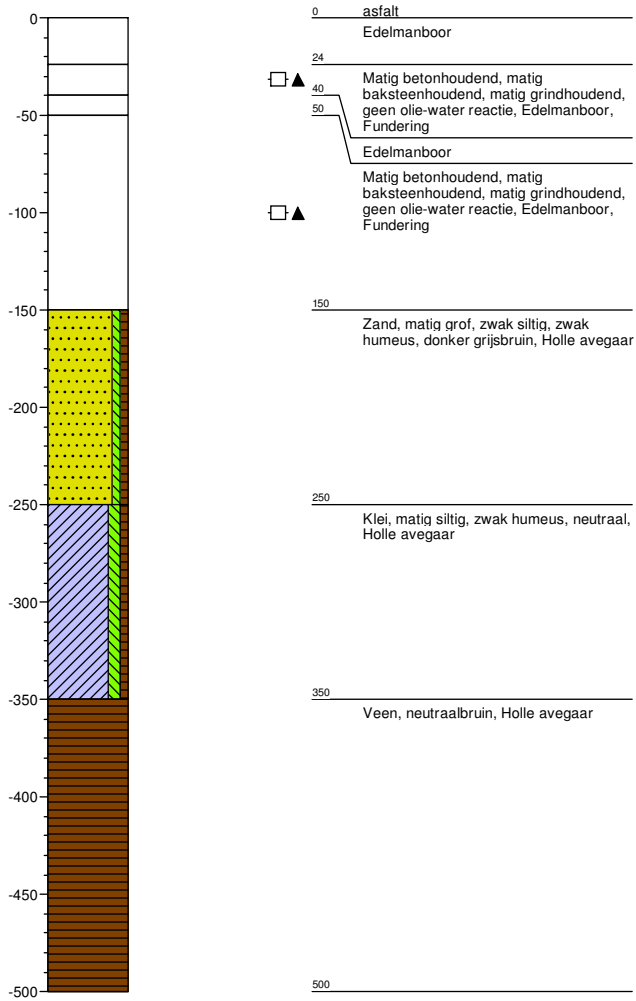 0
-50
-100
-150
-200
-250
-300
-350
-400
-450
-500
0 asfalt
Edelmanboor
24
Matig betonhoudend, matig
baksteenhoudend, matig grindhoudend,
geen olie-water reactie, Edelmanboor,
Fundering
40
50
Edelmanboor
Matig betonhoudend, matig
baksteenhoudend, matig grindhoudend,
geen olie-water reactie, Edelmanboor,
Fundering
150
Zand, matig grof, zwak siltig, zwak
humeus, donker grijsbruin, Holle avegaar
250
Klei, matig siltig, zwak humeus, neutraal,
Holle avegaar
350
Veen, neutraalbruin, Holle avegaar
500